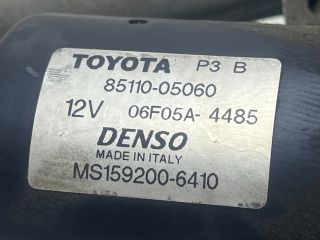 TOYOTA P3 B
85110-05060
12V 06F05A-4485
DENSO
MADE IN ITALY
MS159200-6410